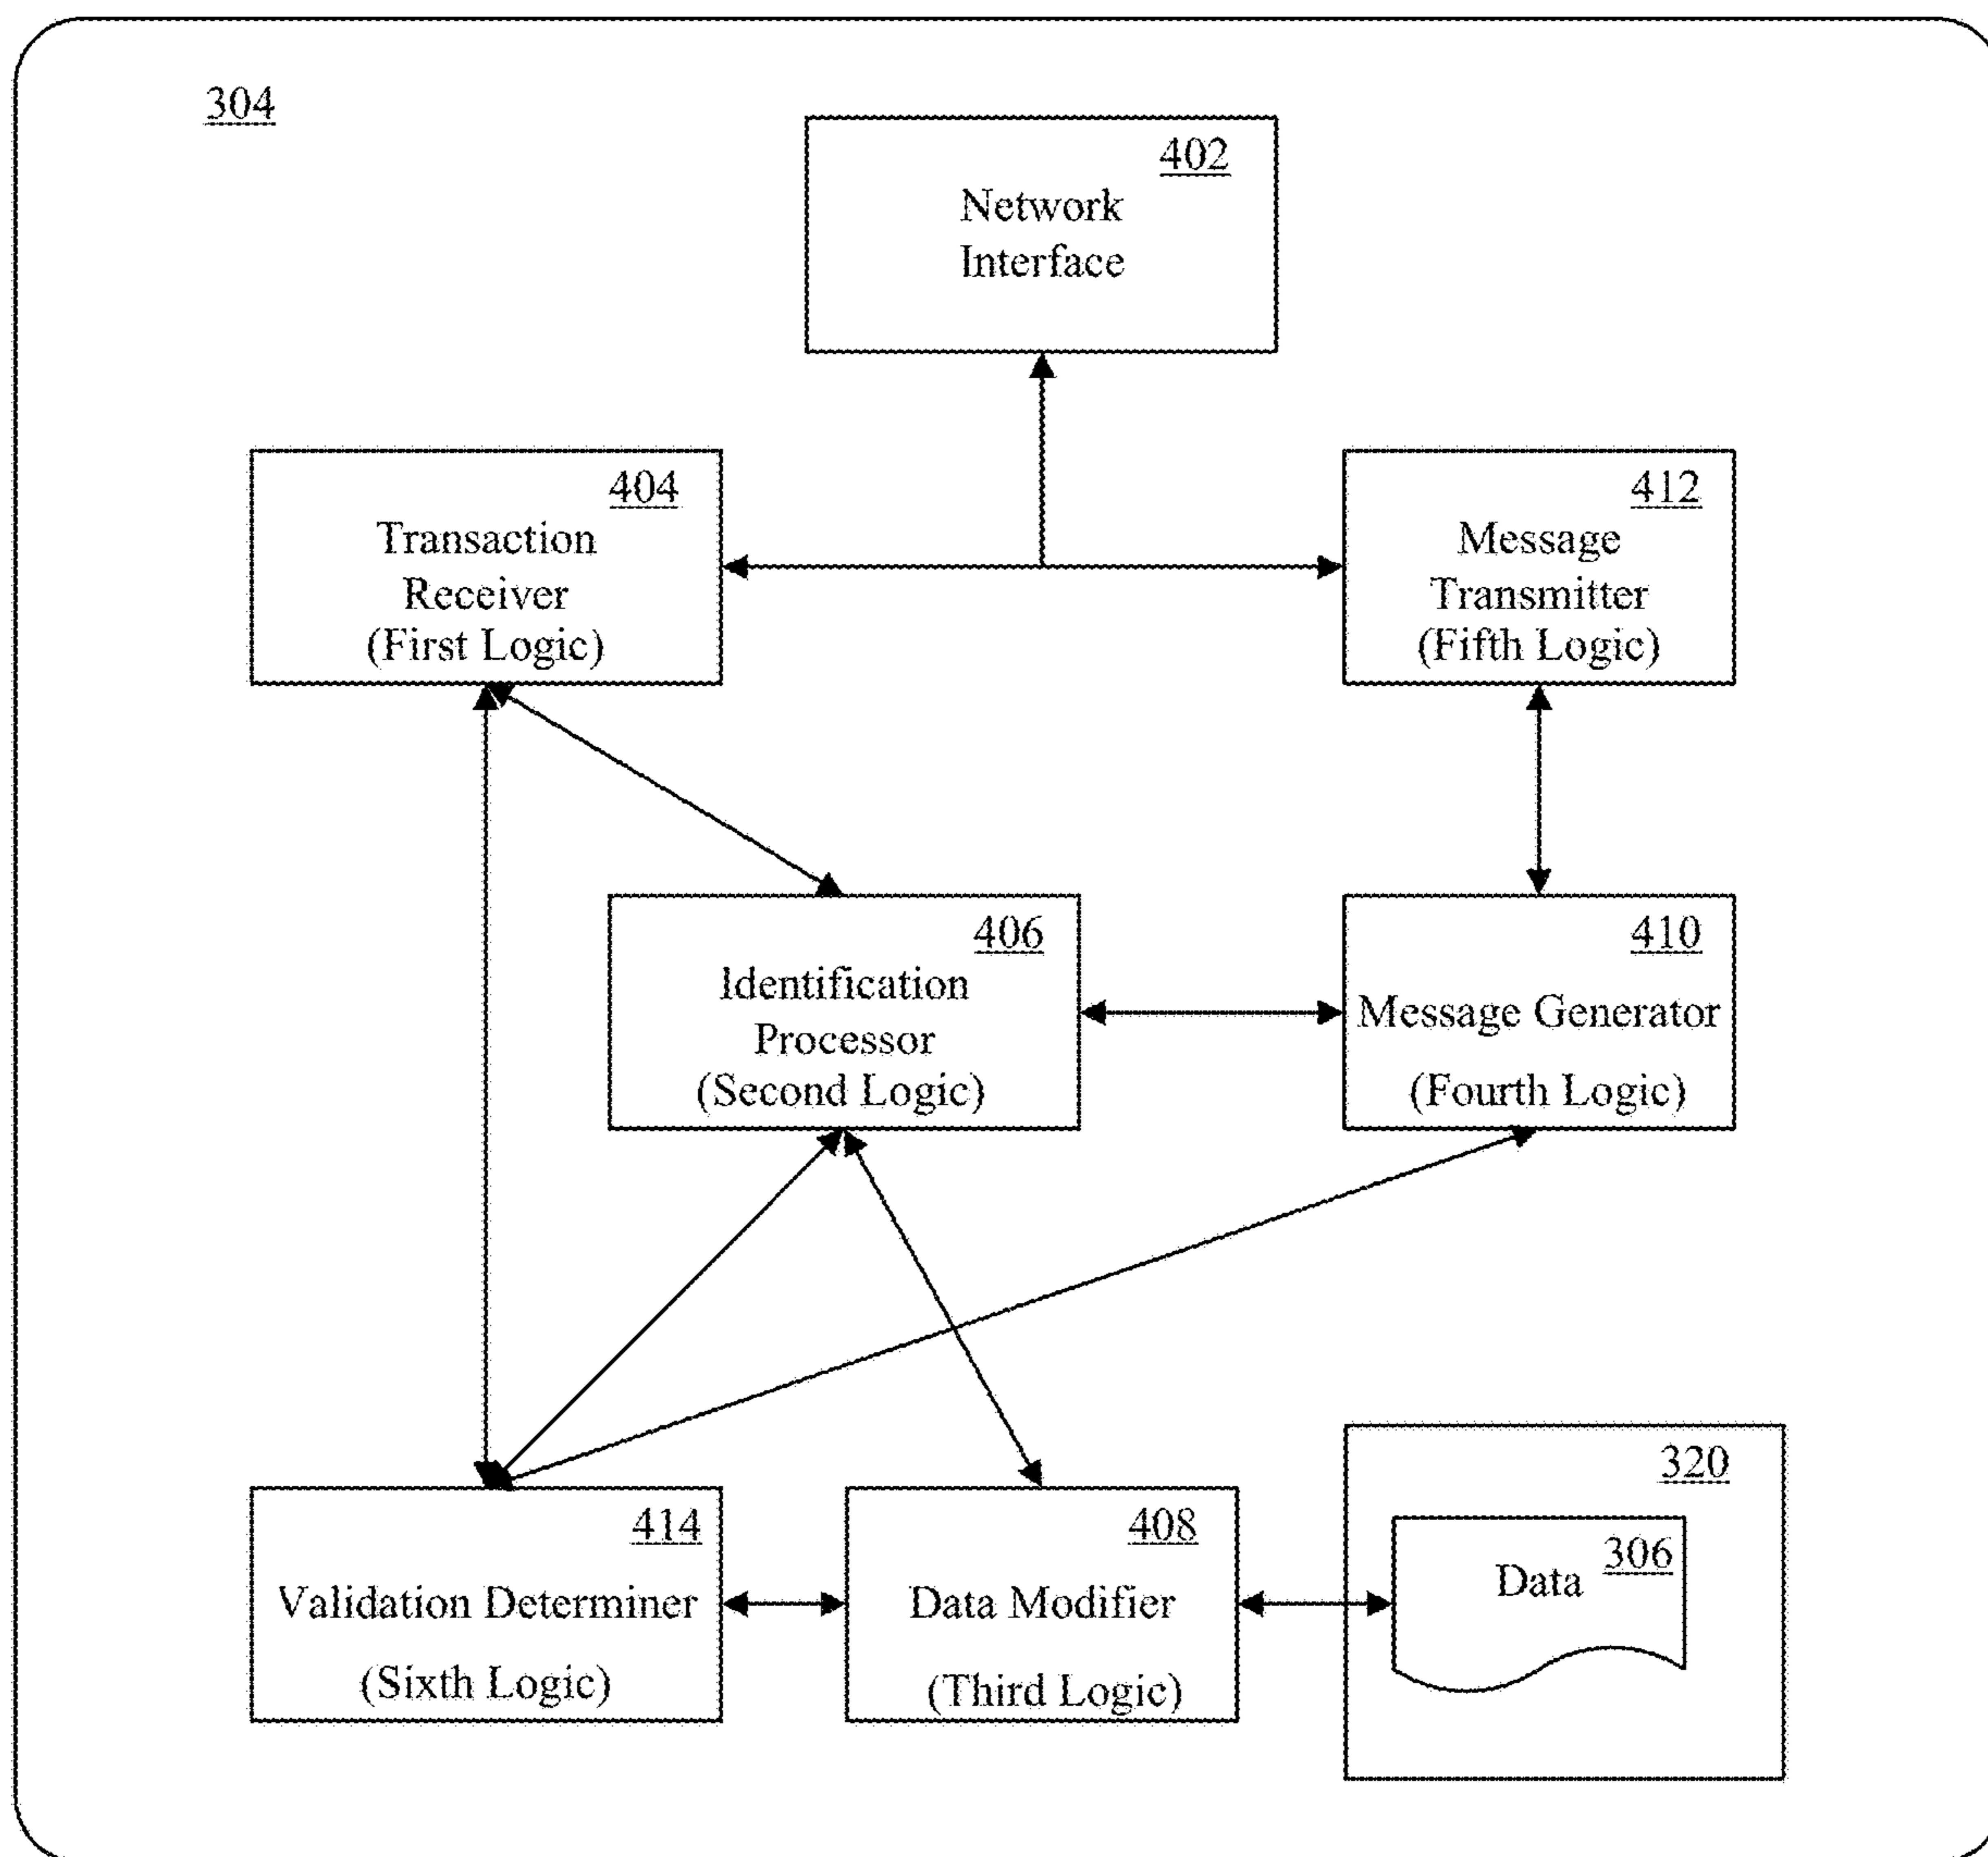 304
402
Network
Interface
404
Transaction
Receiver
(First Logic)
412
Message
Transmitter
(Fifth Logic)
406
Identification
Processor
(Second Logic)
410
Message Generator
(Fourth Logic)
414
Validation Determiner
(Sixth Logic)
408
Data Modifier
(Third Logic)
320
306
Data